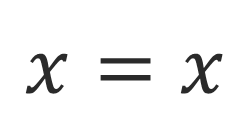 x = x